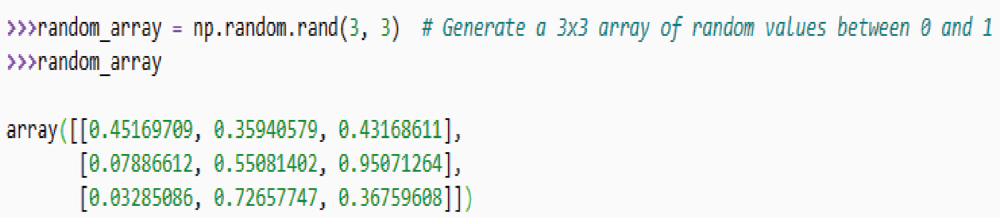 >>>random_array = np.random.rand(3, 3)  # Generate a 3x3 array of random values between 0 and 1
>>>random_array
array([[0.45169709, 0.35940579, 0.43168611],
       [0.07886612, 0.55081402, 0.95071264],
       [0.03285086, 0.72657747, 0.36759608]])